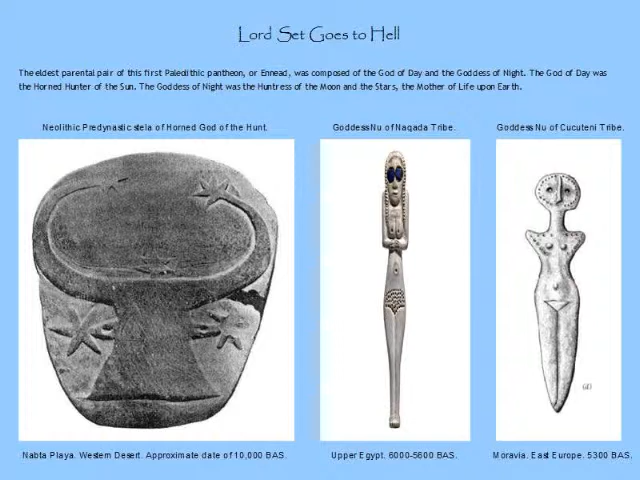 Lord Set Goes to Hell
The eldest parental pair of this first Paleolithic pantheon, or Ennead, was composed of the God of Day and the Goddess of Night. The God of Day was
the Horned Hunter of the Sun. The Goddess of Night was the Huntress of the Moon and the Stars, the Mother of Life upon Earth.
Neolithic Predynastic stela of Horned God of the Hunt.
Goddess Nu of Naqada Tribe.
Goddess Nu of Cucuteni Tribe.
Nabta Playa. Western Desert. Approximate date of 10,000 BAS.
Upper Egypt. 6000-5600 BAS.
Moravia. East Europe. 5300 BAS.